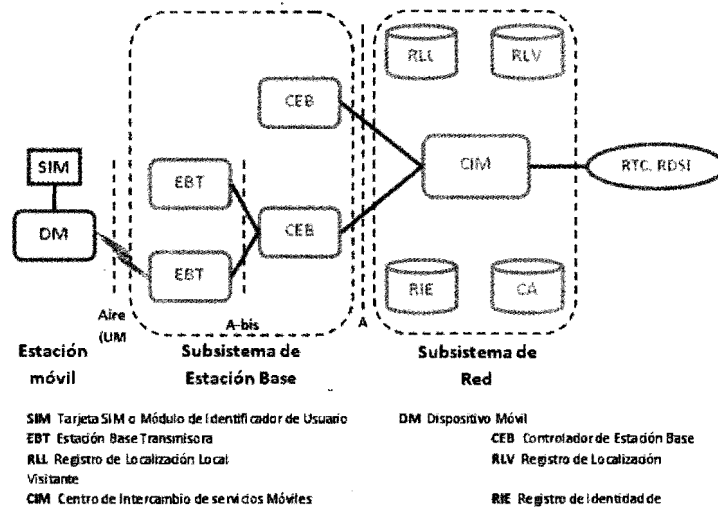 RLL RLV
CEB
SIM
EBT
CIM
RTC, RDSI
DM
CEB
EBT
RIE CA
Aire
(UM
A-bis
A
Estación
móvil
Subsistema de
Estación Base
Subsistema de
Red
SIM Tarjeta SIM o Módulo de Identificador de Usuario
DM Dispositivo Móvil
EBT Estación Base Transmisora
CEB Controlador de Estación Base
RLL Registro de Localización Local
RLV Registro de Localización
Visitante
CIM Centro de Intercambio de servicios Móviles
RIE Registro de Identidad de